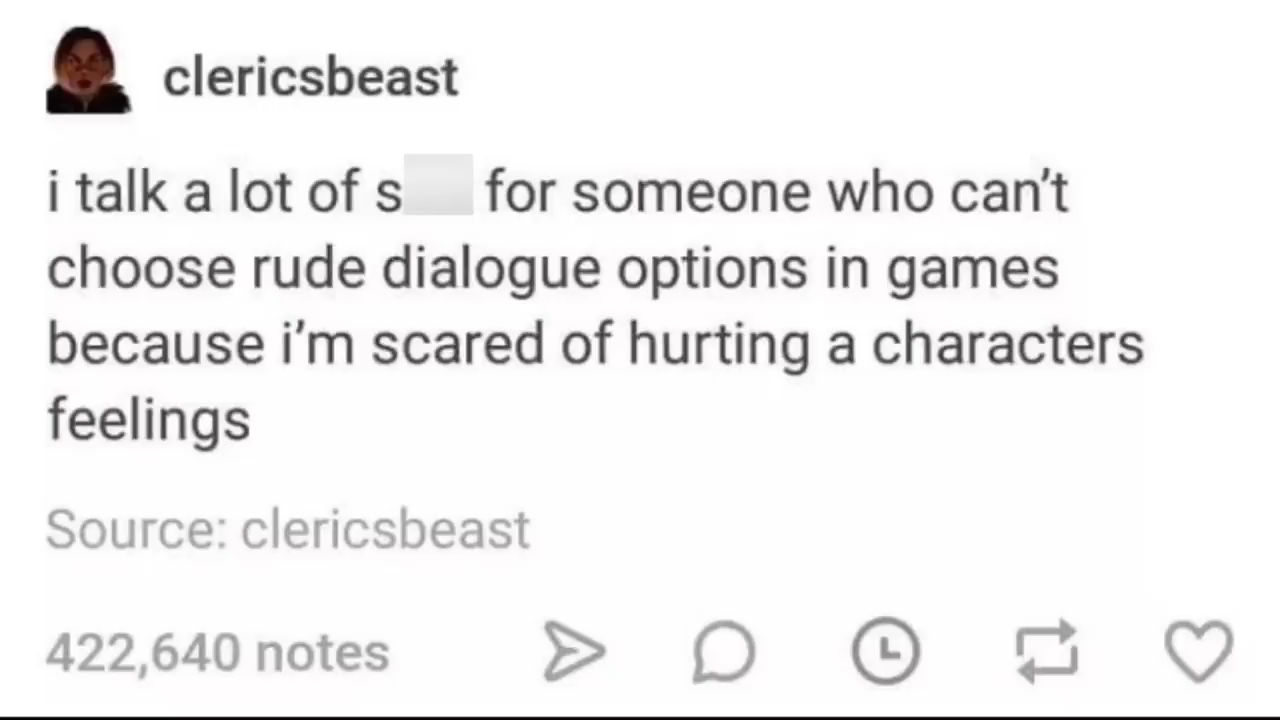 clericsbeast
i talk a lot of s for someone who can't
choose rude dialogue options in games
because i'm scared of hurting a characters
feelings
Source: clericsbeast
422,640 notes